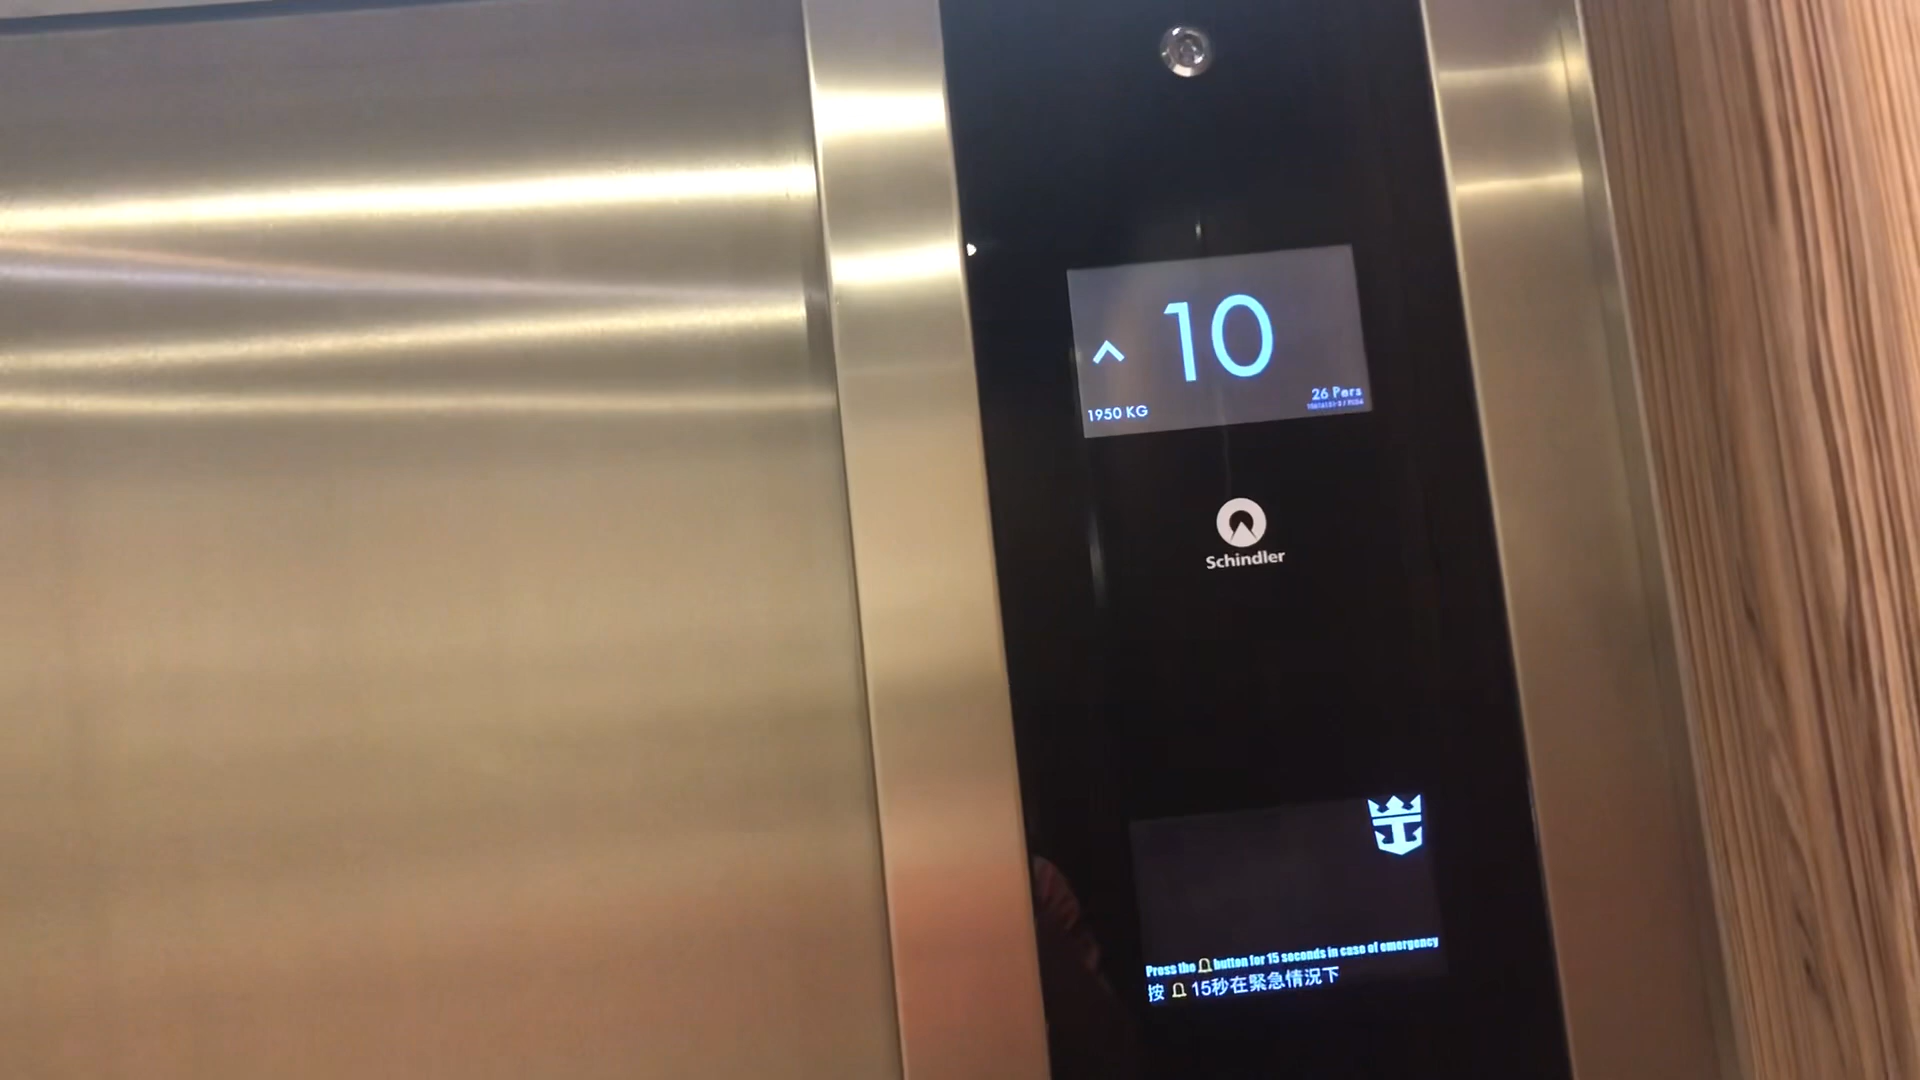 10
1950 KG
26 Pers
Schindler
Press the button for 15 seconds in case of emergency
按 15秒在緊急情況下